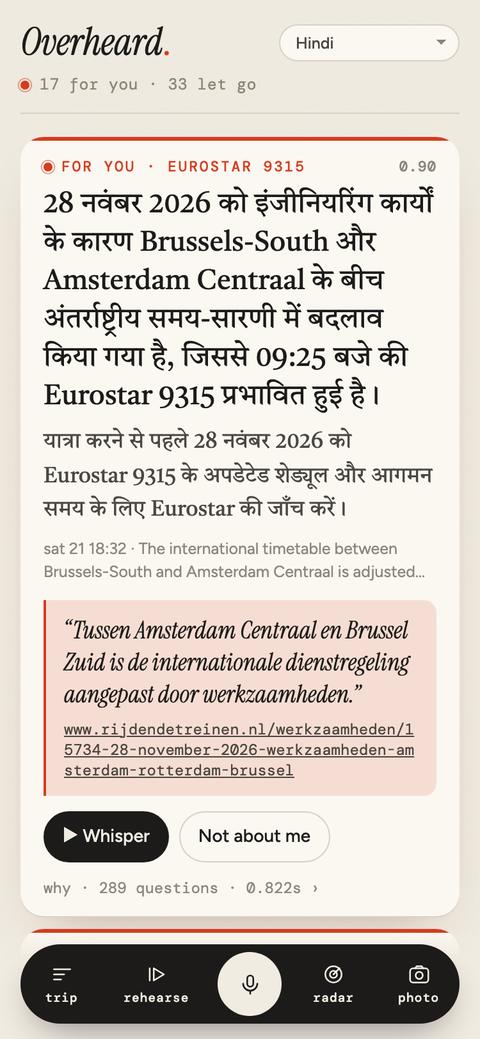 Overheard.
Hindi
17 for you · 33 let go
FOR YOU · EUROSTAR 9315
0.90
28 नवंबर 2026 को इंजीनियरिंग कार्यों
के कारण Brussels-South और
Amsterdam Centraal के बीच
अंतर्राष्ट्रीय समय-सारणी में बदलाव
किया गया है, जिससे 09:25 बजे की
Eurostar 9315 प्रभावित हुई है।
यात्रा करने से पहले 28 नवंबर 2026 को
Eurostar 9315 के अपडेटेड शेड्यूल और आगमन
समय के लिए Eurostar की जाँच करें।
sat 21 18:32 · The international timetable between
Brussels-South and Amsterdam Centraal is adjusted…
“Tussen Amsterdam Centraal en Brussel
Zuid is de internationale dienstregeling
aangepast door werkzaamheden.”
www.rijdendetreinen.nl/werkzaamheden/1
5734-28-november-2026-werkzaamheden-am
sterdam-rotterdam-brussel
Whisper
Not about me
why · 289 questions · 0.822s ›
trip
rehearse
radar
photo